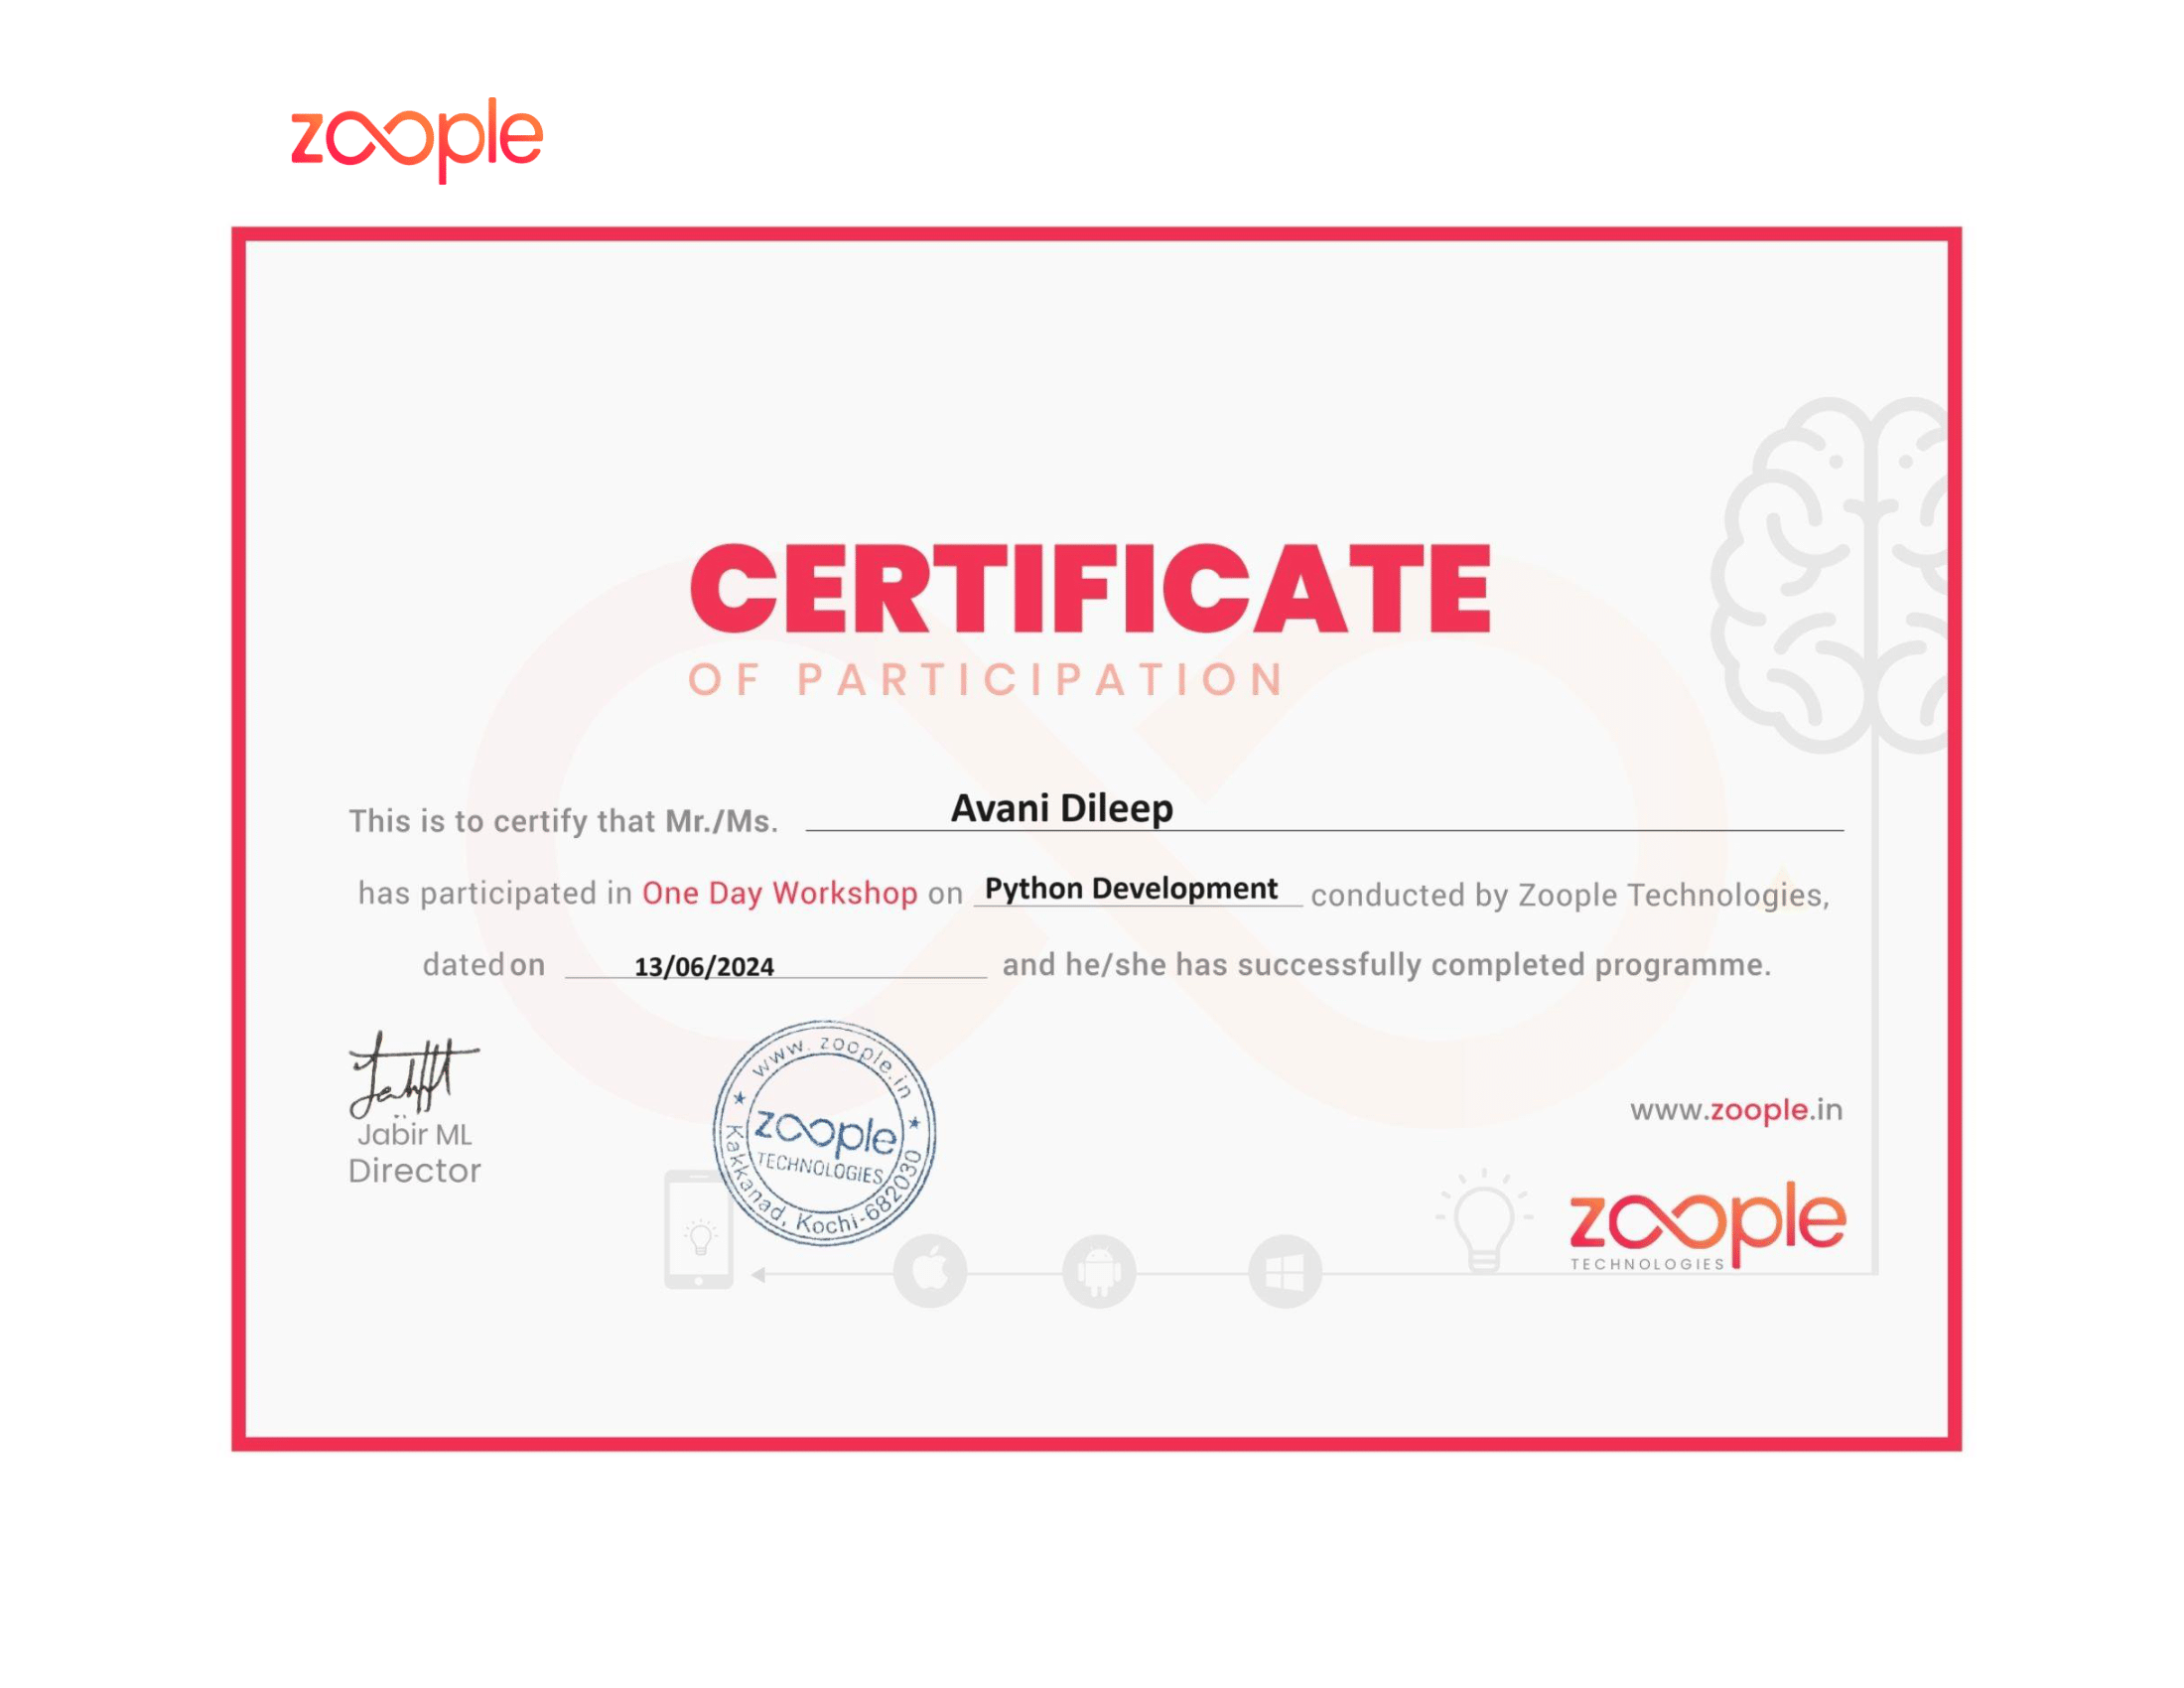 zoople
CERTIFICATE
OF PARTICIPATION
This is to certify that Mr./Ms. Avani Dileep
has participated in One Day Workshop on Python Development conducted by Zoople Technologies,
dated on 13/06/2024 and he/she has successfully completed programme.
Jabir ML
Director
www.zoople.in
zoople
TECHNOLOGIES
Kakkanad, Kochi-682030
www.zoople.in
zoople
TECHNOLOGIES